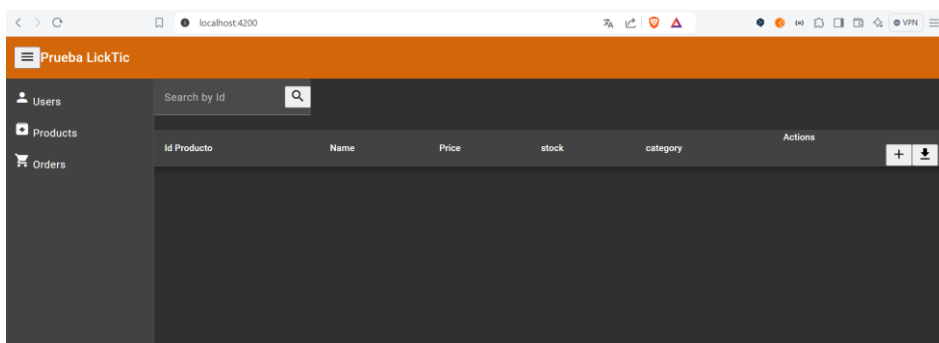 localhost:4200
VPN
Prueba LickTic
Users
Search by Id
Products
Id Producto Name Price stock category Actions
Orders